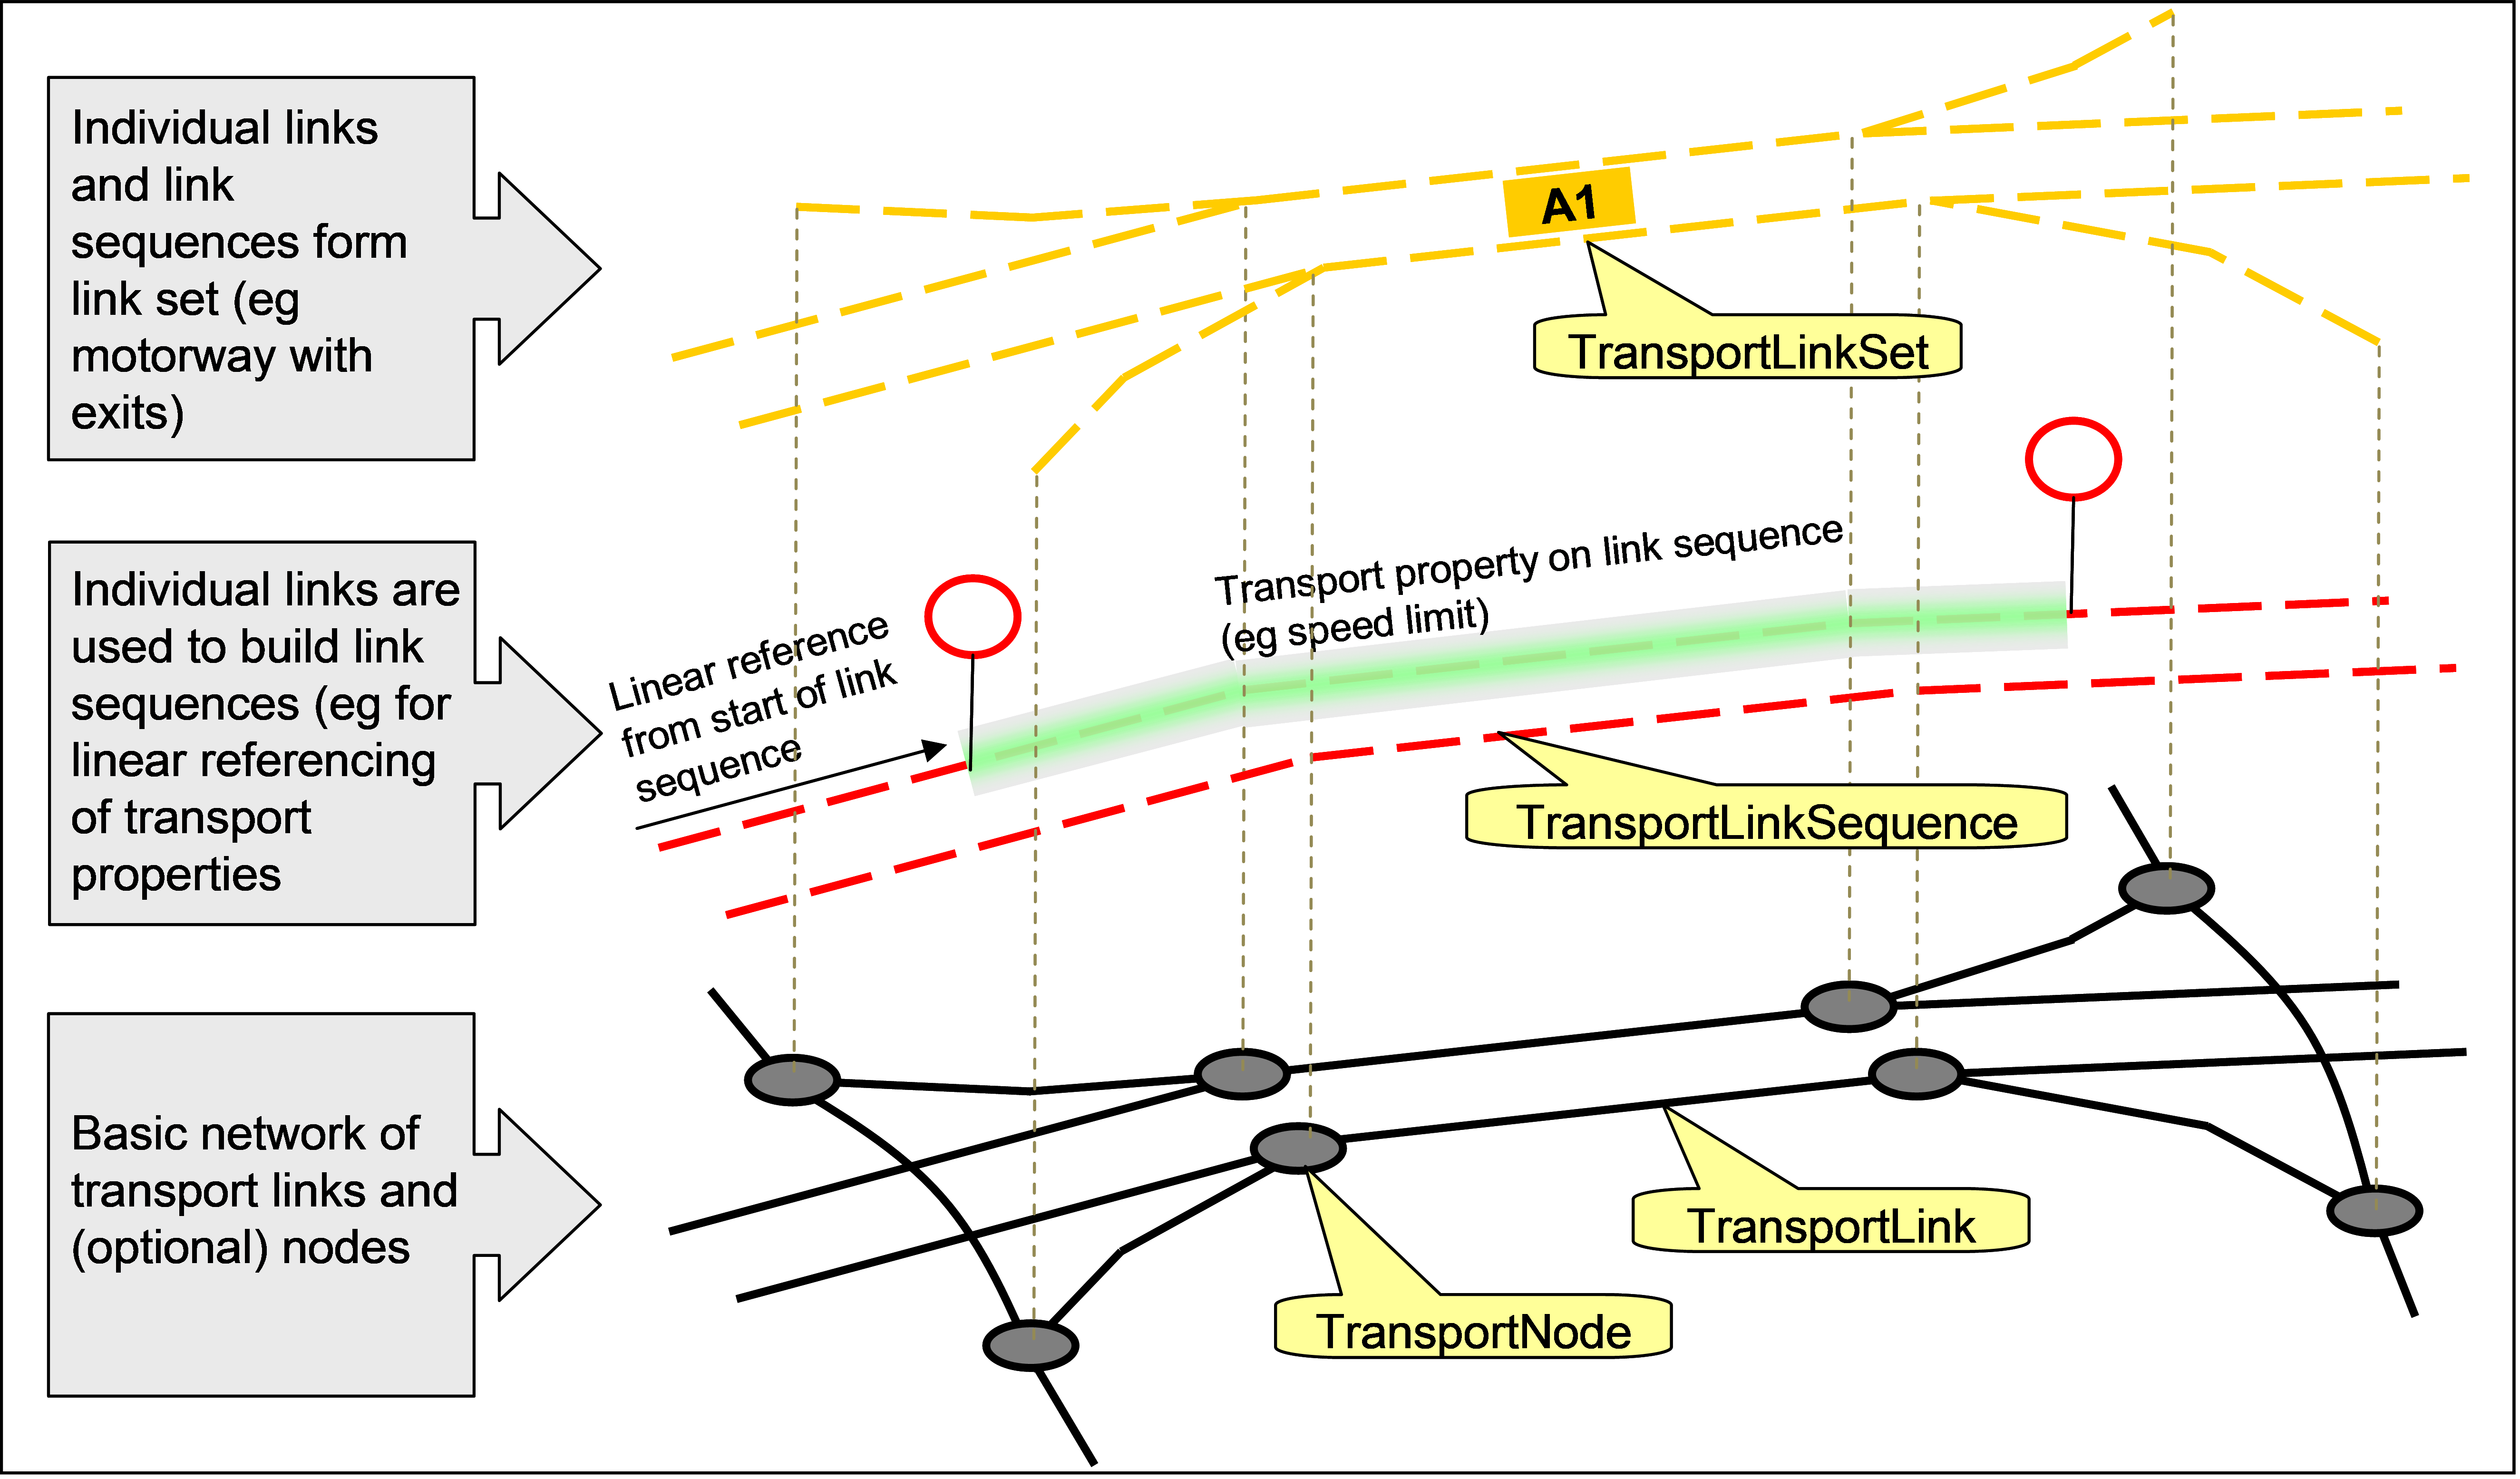 Individual links
and link
sequences form
link set (eg
motorway with
exits)
A1
TransportLinkSet
Individual links are
used to build link
sequences (eg for
linear referencing
of transport
properties
Linear reference
from start of link
sequence
Transport property on link sequence
(eg speed limit)
TransportLinkSequence
Basic network of
transport links and
(optional) nodes
TransportLink
TransportNode